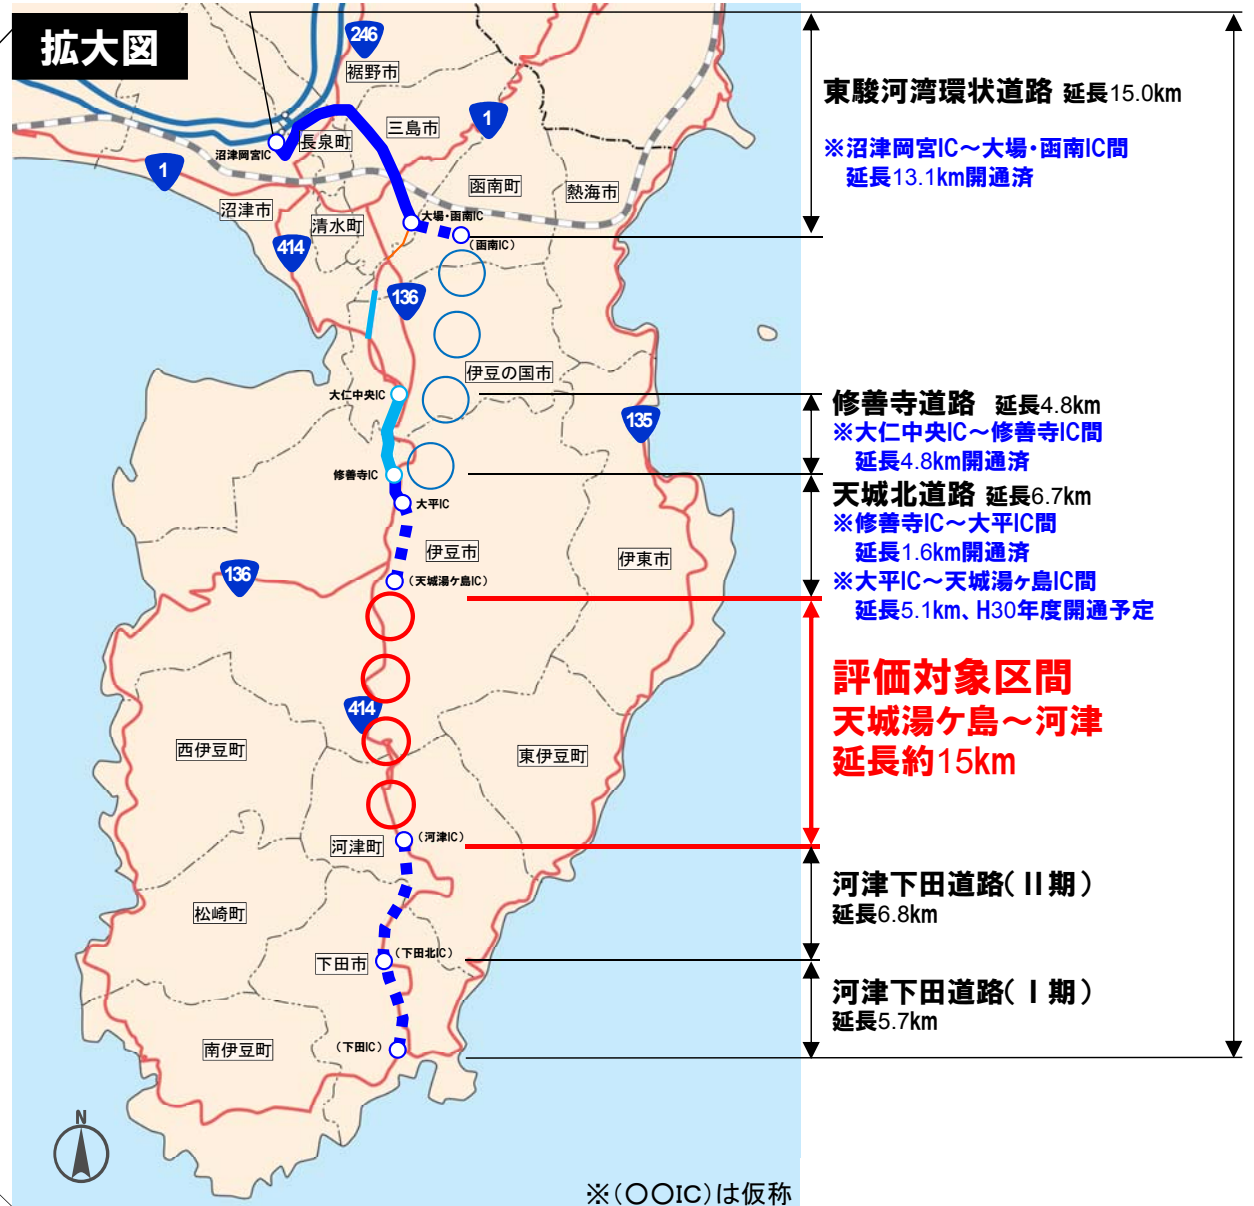 拡大図
246
裾野市
三島市
1
沼津岡宮IC
長泉町
1
函南町
熱海市
沼津市
清水町
大場・函南IC
(函南IC)
414
136
伊豆の国市
大仁中央IC
135
修善寺IC
大平IC
伊豆市
伊東市
136
(天城湯ケ島IC)
414
西伊豆町
東伊豆町
(河津IC)
河津町
松崎町
(下田北IC)
下田市
南伊豆町
(下田IC)
N
※(〇〇IC)は仮称
東駿河湾環状道路 延長15.0km
※沼津岡宮IC～大場・函南IC間
延長13.1km開通済
修善寺道路 延長4.8km
※大仁中央IC～修善寺IC間
延長4.8km開通済
天城北道路 延長6.7km
※修善寺IC～大平IC間
延長1.6km開通済
※大平IC～天城湯ヶ島IC間
延長5.1km、H30年度開通予定
評価対象区間
天城湯ケ島～河津
延長約15km
河津下田道路(Ⅱ期)
延長6.8km
河津下田道路(Ⅰ期)
延長5.7km